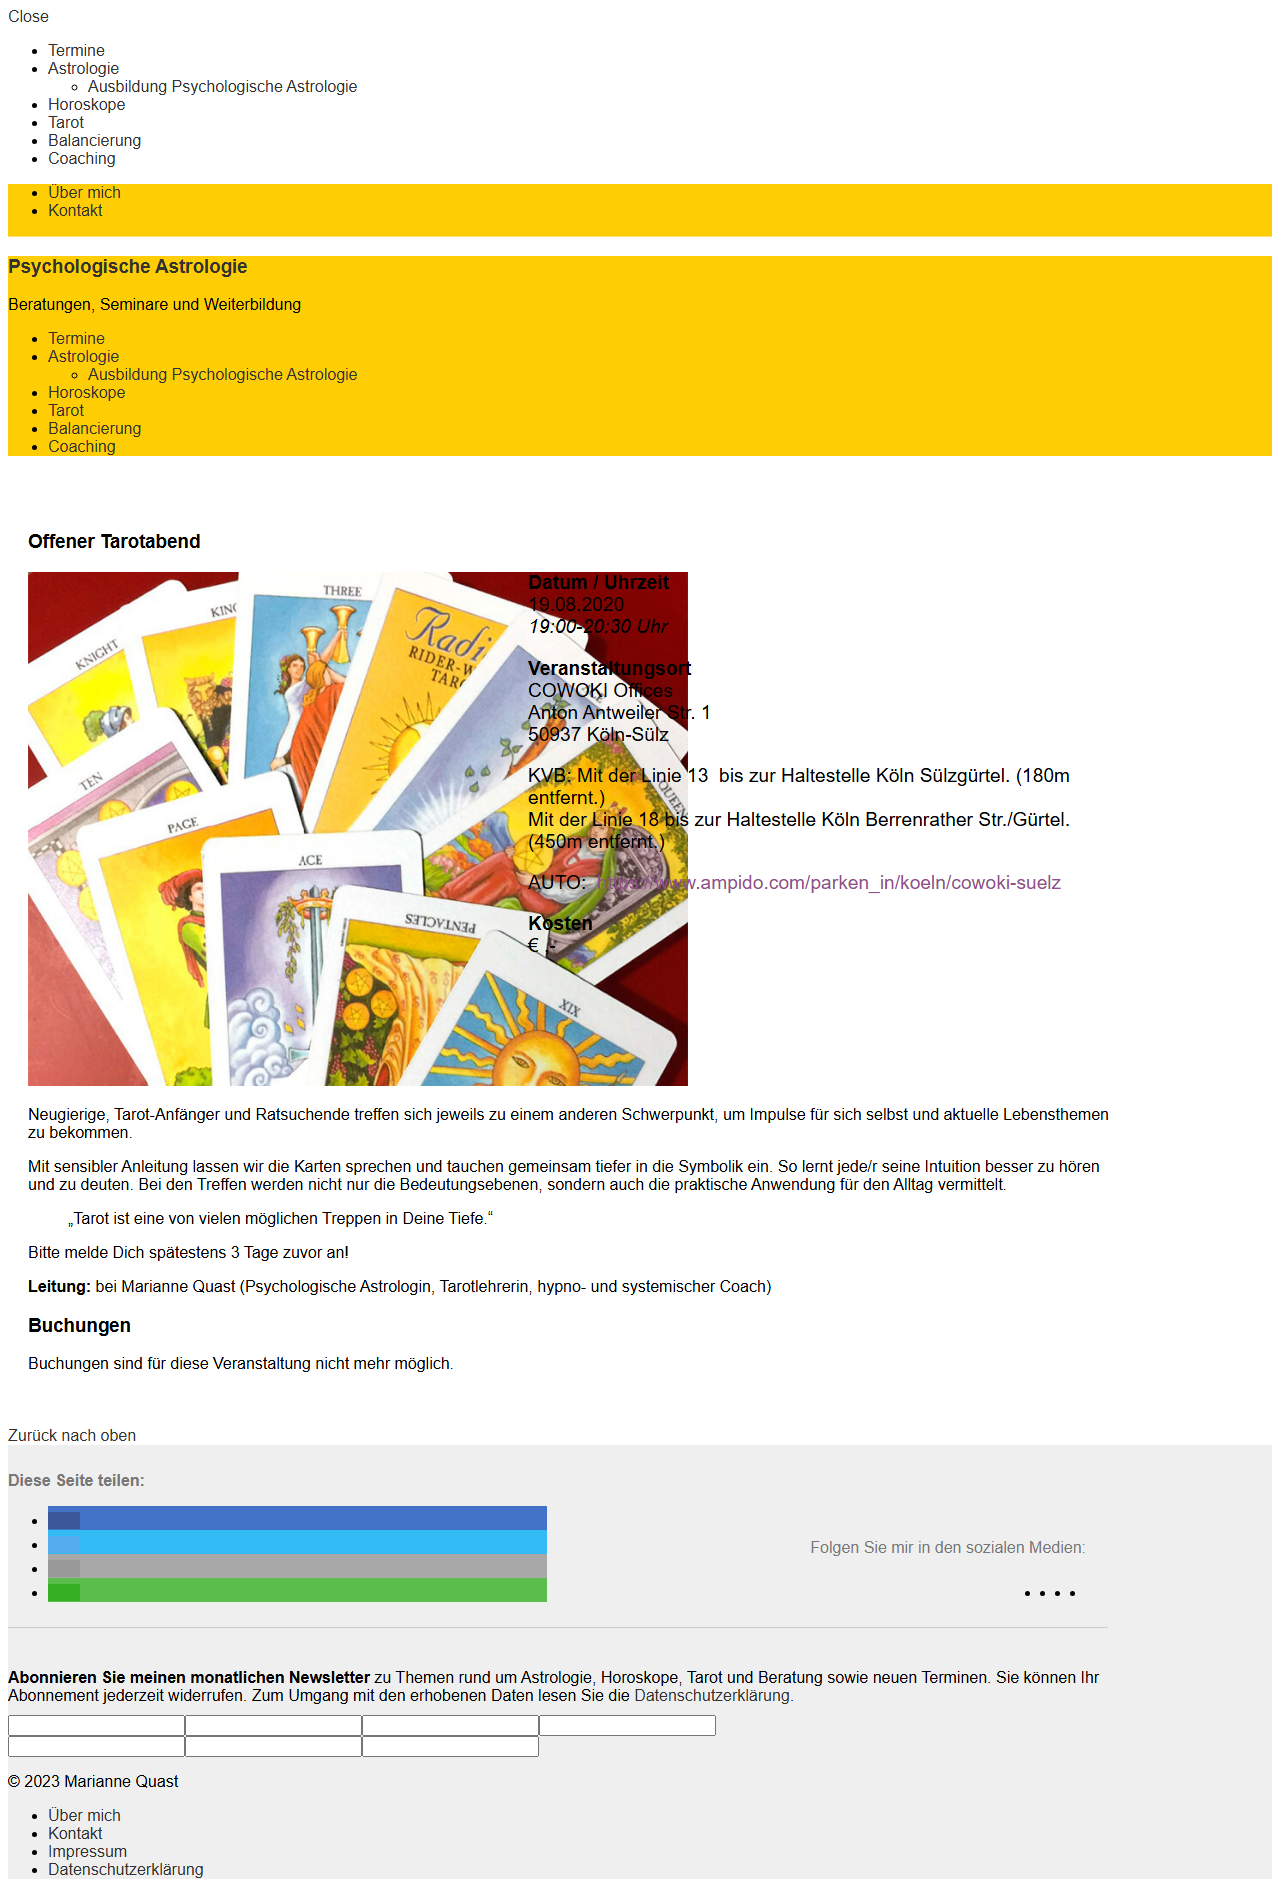 Close
Termine
Astrologie
Ausbildung Psychologische Astrologie
Horoskope
Tarot
Balancierung
Coaching
Über mich
Kontakt
Psychologische Astrologie
Beratungen, Seminare und Weiterbildung
Termine
Astrologie
Ausbildung Psychologische Astrologie
Horoskope
Tarot
Balancierung
Coaching
Offener Tarotabend
KNIGHT
THREE
RIDER-W
TEN
PAGE
ACE
QUEEN
PENTACLES
XIX
Datum / Uhrzeit
19.08.2020
19:00-20:30 Uhr
Veranstaltungsort
COWOKI Offices
Anton Antweiler Str. 1
50937 Köln-Sülz
KVB: Mit der Linie 13  bis zur Haltestelle Köln Sülzgürtel. (180m
entfernt.)
Mit der Linie 18 bis zur Haltestelle Köln Berrenrather Str./Gürtel.
(450m entfernt.)
AUTO:  https://www.ampido.com/parken_in/koeln/cowoki-suelz
Kosten
€ ,-
Neugierige, Tarot-Anfänger und Ratsuchende treffen sich jeweils zu einem anderen Schwerpunkt, um Impulse für sich selbst und aktuelle Lebensthemen
zu bekommen.
Mit sensibler Anleitung lassen wir die Karten sprechen und tauchen gemeinsam tiefer in die Symbolik ein. So lernt jede/r seine Intuition besser zu hören
und zu deuten. Bei den Treffen werden nicht nur die Bedeutungsebenen, sondern auch die praktische Anwendung für den Alltag vermittelt.
„Tarot ist eine von vielen möglichen Treppen in Deine Tiefe.“
Bitte melde Dich spätestens 3 Tage zuvor an!
Leitung: bei Marianne Quast (Psychologische Astrologin, Tarotlehrerin, hypno- und systemischer Coach)
Buchungen
Buchungen sind für diese Veranstaltung nicht mehr möglich.
Zurück nach oben
Diese Seite teilen:
Folgen Sie mir in den sozialen Medien:
Abonnieren Sie meinen monatlichen Newsletter zu Themen rund um Astrologie, Horoskope, Tarot und Beratung sowie neuen Terminen. Sie können Ihr
Abonnement jederzeit widerrufen. Zum Umgang mit den erhobenen Daten lesen Sie die Datenschutzerklärung.
© 2023 Marianne Quast
Über mich
Kontakt
Impressum
Datenschutzerklärung